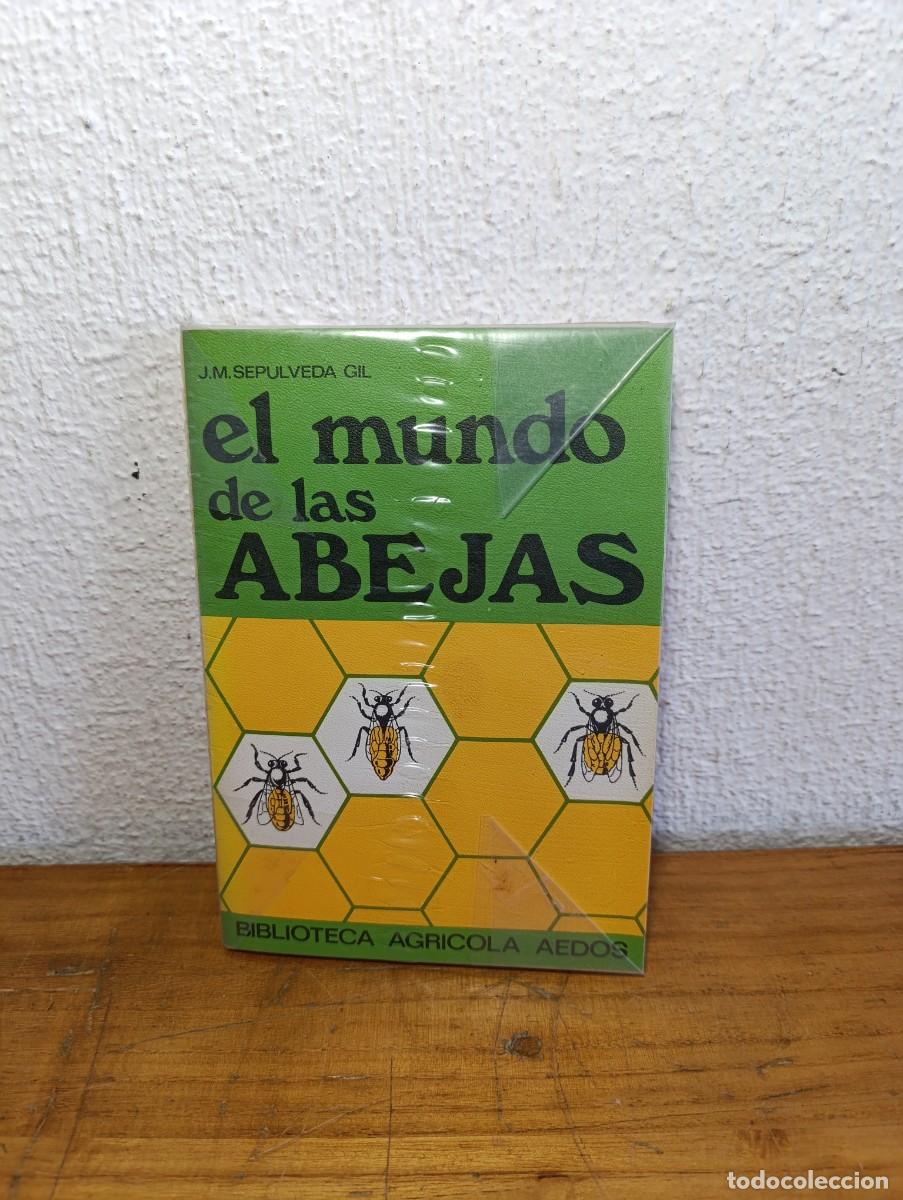 J.M.SEPULVEDA GIL
el mundo
de las
ABEJAS
BIBLIOTECA AGRICOLA AEDOS
todocoleccion